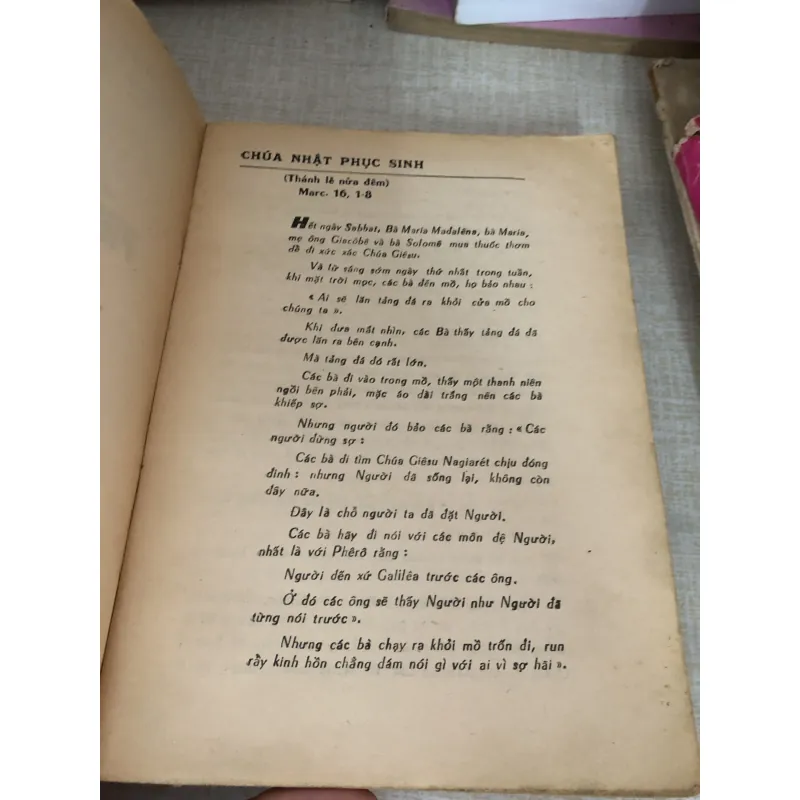 CHÚA NHẬT PHỤC SINH
(Thánh lễ nửa đêm)
Marc. 16, 1-8
Hết ngày Sabbat, Bà Maria Madalêna, bà Maria,
mẹ ông Giacôbê và bà Solomê mua thuốc thơm
để đi xức xác Chúa Giêsu.
Và từ sáng sớm ngày thứ nhất trong tuần,
khi mặt trời mọc, các bà đến mồ, họ bảo nhau :
« Ai sẽ lăn tảng đá ra khỏi cửa mồ cho
chúng ta ».
Khi đưa mắt nhìn, các Bà thấy tảng đá đã
được lăn ra bên cạnh.
Mà tảng đá đó rất lớn.
Các bà đi vào trong mồ, thấy một thanh niên
ngồi bên phải, mặc áo dài trắng nên các bà
khiếp sợ.
Nhưng người đó bảo các bà rằng : « Các
người đừng sợ :
Các bà đi tìm Chúa Giêsu Nagiarét chịu đóng
đinh : nhưng Người đã sống lại, không còn
đây nữa.
Đây là chỗ người ta đã đặt Người.
Các bà hãy đi nói với các môn đệ Người,
nhất là với Phêrô rằng :
Người đến xứ Galilêa trước các ông.
Ở đó các ông sẽ thấy Người như Người đã
từng nói trước ».
Nhưng các bà chạy ra khỏi mồ trốn đi, run
rẩy kinh hồn chẳng dám nói gì với ai vì sợ hãi ».